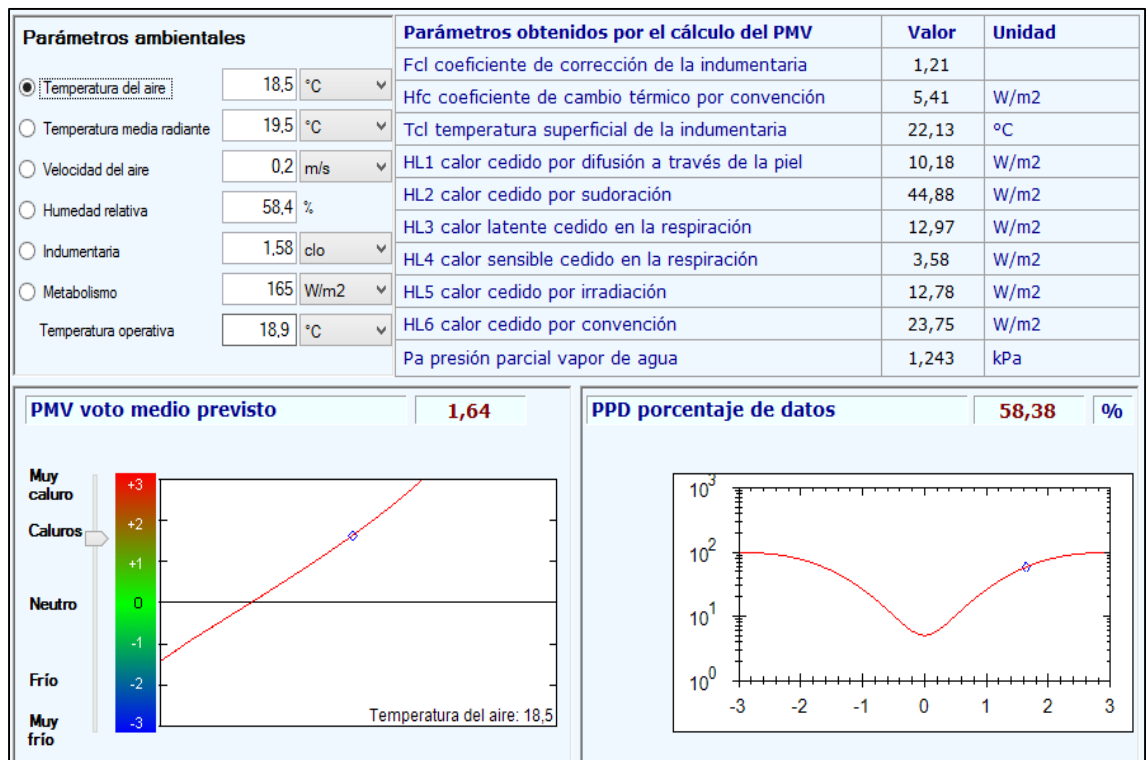 Parámetros ambientales
Temperatura del aire 18,5 °C
Temperatura media radiante 19,5 °C
Velocidad del aire 0,2 m/s
Humedad relativa 58,4 %
Indumentaria 1,58 clo
Metabolismo 165 W/m2
Temperatura operativa 18,9 °C
Parámetros obtenidos por el cálculo del PMV Valor Unidad
Fcl coeficiente de corrección de la indumentaria 1,21
Hfc coeficiente de cambio térmico por convención 5,41 W/m2
Tcl temperatura superficial de la indumentaria 22,13 °C
HL1 calor cedido por difusión a través de la piel 10,18 W/m2
HL2 calor cedido por sudoración 44,88 W/m2
HL3 calor latente cedido en la respiración 12,97 W/m2
HL4 calor sensible cedido en la respiración 3,58 W/m2
HL5 calor cedido por irradiación 12,78 W/m2
HL6 calor cedido por convención 23,75 W/m2
Pa presión parcial vapor de agua 1,243 kPa
PMV voto medio previsto 1,64
Muy
caluro
Caluros
Neutro
Frío
Muy
frío
+3
+2
+1
0
-1
-2
-3
Temperatura del aire: 18,5
PPD porcentaje de datos 58,38 %
10³
10²
10¹
10⁰
-3 -2 -1 0 1 2 3